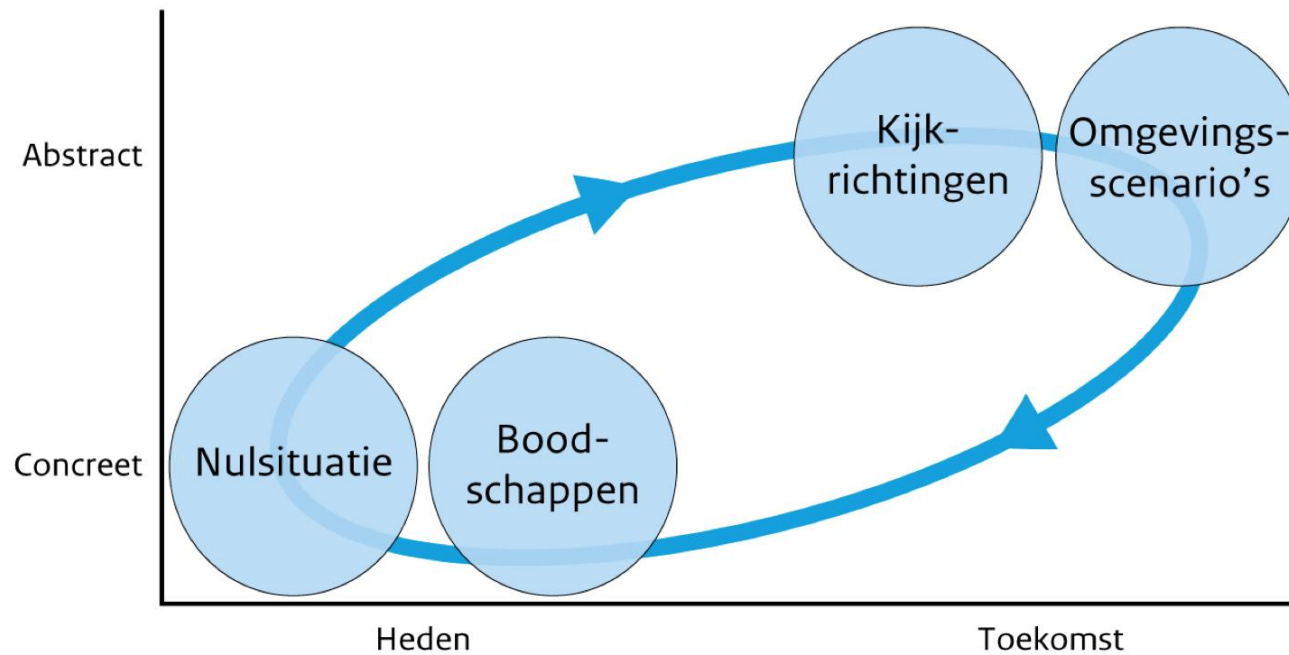 Abstract
Kijk-
richtingen
Omgevings-
scenario's
Concreet
Nulsituatie
Bood-
schappen
Heden
Toekomst